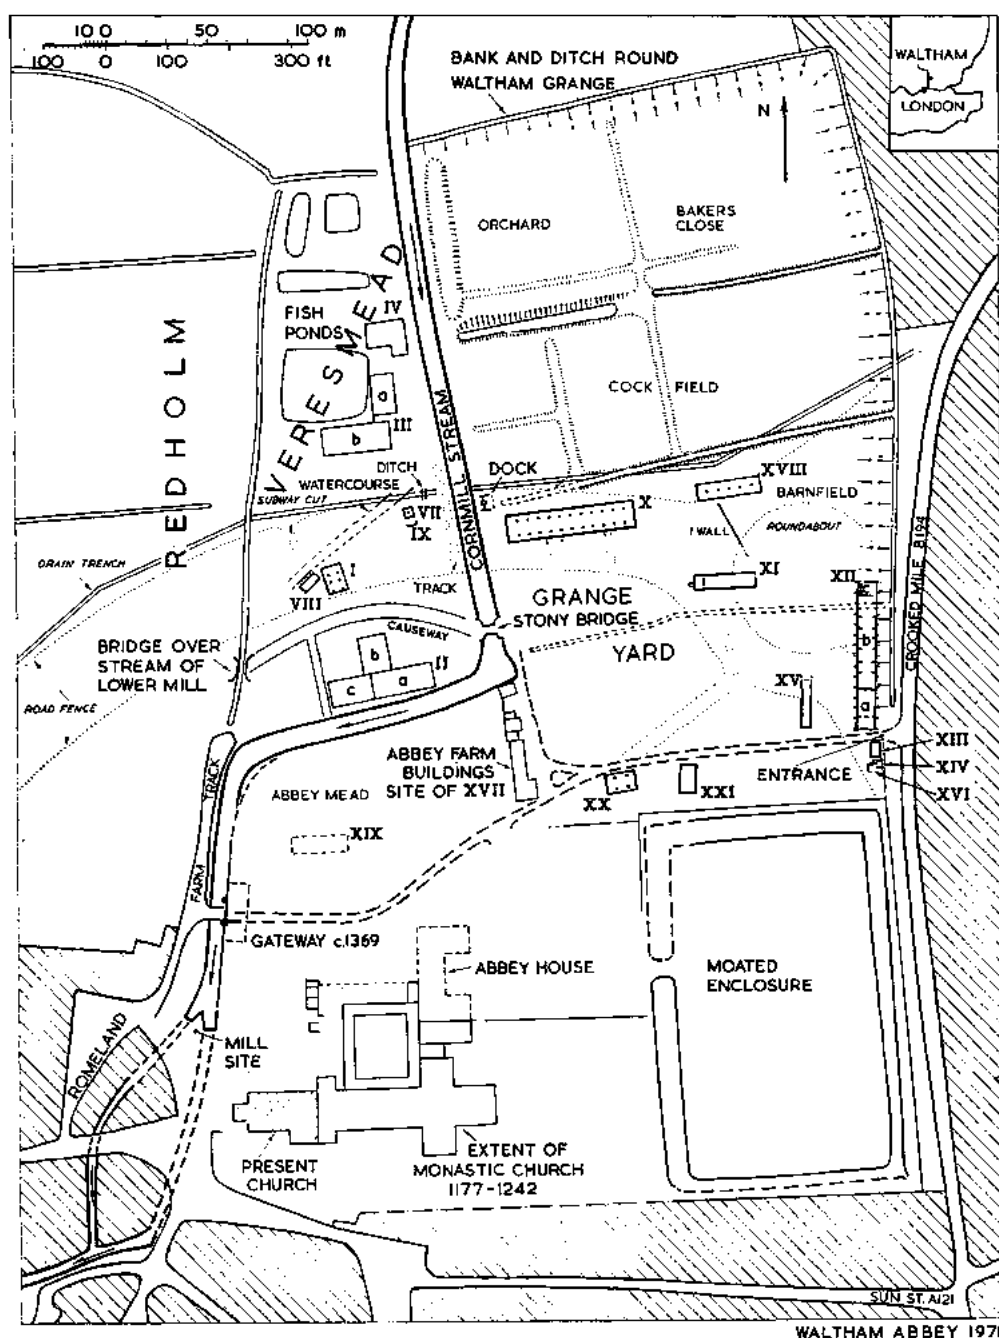 10 0 50 100 m
100 0 100 300 ft
BANK AND DITCH ROUND
WALTHAM GRANGE
WALTHAM
LONDON
N
ORCHARD
BAKERS
CLOSE
REDHOLM
VERESMEAD
FISH
PONDS
IV
a
III
b
COCK FIELD
CORNMILL STREAM
DITCH
WATERCOURSE
SUBWAY CUT
VII
IX
DOCK
X
XVIII
BARNFIELD
WALL
ROUNDABOUT
DRAIN TRENCH
VIII
I
TRACK
XI
XII
CROOKED MILE B194
GRANGE
STONY BRIDGE
YARD
CAUSEWAY
BRIDGE OVER
STREAM OF
LOWER MILL
b
II
c
a
b
XV
a
ROAD FENCE
ABBEY FARM
BUILDINGS
SITE OF XVII
ENTRANCE
XIII
XIV
XVI
XX
XXI
ABBEY MEAD
XIX
FARM TRACK
GATEWAY c.1369
ABBEY HOUSE
MOATED
ENCLOSURE
MILL
SITE
ROMELAND
PRESENT
CHURCH
EXTENT OF
MONASTIC CHURCH
1177-1242
SUN ST. A121